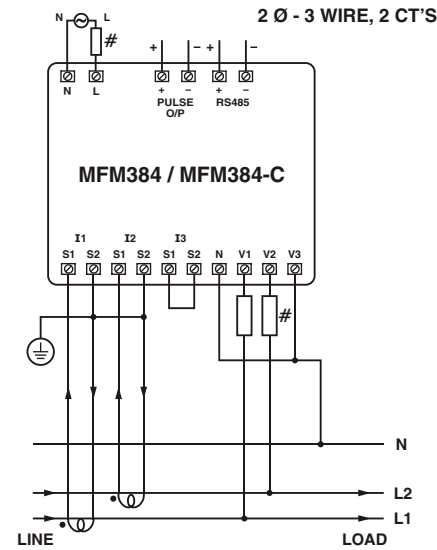 2 Ø - 3 WIRE, 2 CT'S
N L
#
+ – + –
N L + – + –
PULSE O/P RS485
MFM384 / MFM384-C
I1 I2 I3
S1 S2 S1 S2 S1 S2 N V1 V2 V3
#
N
L2
L1
LINE LOAD